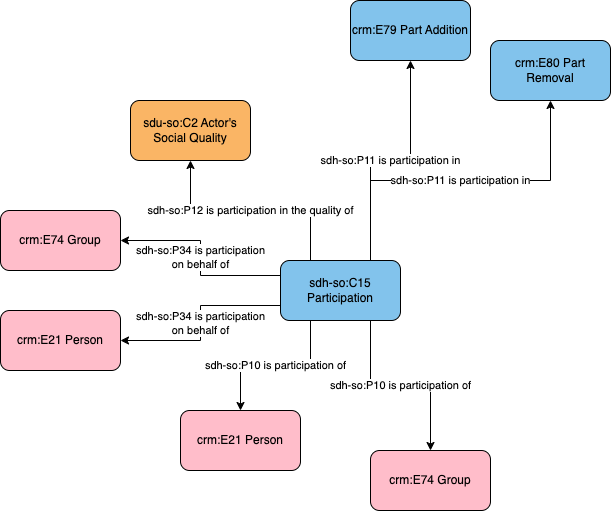 crm:E79 Part Addition
crm:E80 Part
Removal
sdu-so:C2 Actor's
Social Quality
sdh-so:P11 is participation in
sdh-so:P11 is participation in
sdh-so:P12 is participation in the quality of
crm:E74 Group
sdh-so:P34 is participation
on behalf of
sdh-so:C15
Participation
sdh-so:P34 is participation
on behalf of
crm:E21 Person
sdh-so:P10 is participation of
sdh-so:P10 is participation of
crm:E21 Person
crm:E74 Group